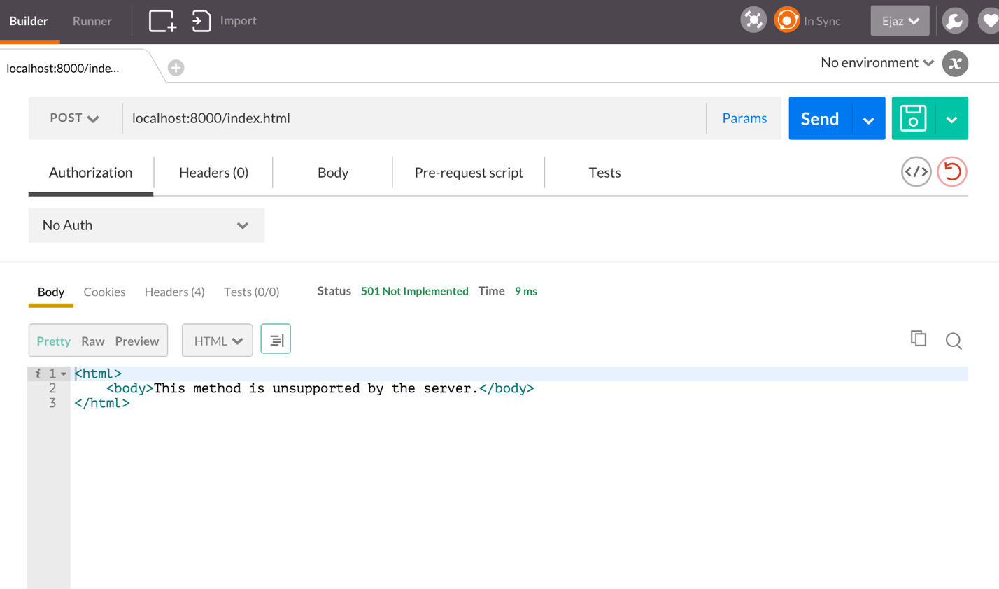 Builder Runner Import In Sync Ejaz
localhost:8000/inde... No environment
POST localhost:8000/index.html Params Send
Authorization Headers (0) Body Pre-request script Tests
No Auth
Body Cookies Headers (4) Tests (0/0) Status 501 Not Implemented Time 9 ms
Pretty Raw Preview HTML
i 1 <html>
2 <body>This method is unsupported by the server.</body>
3 </html>